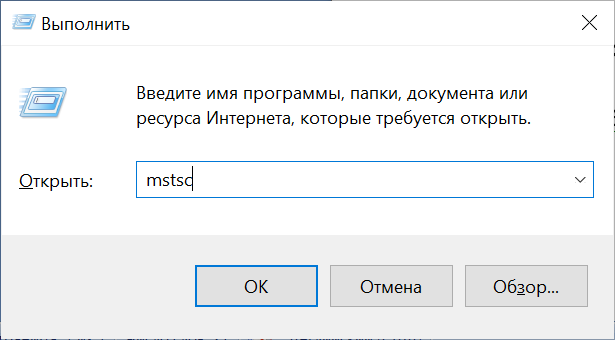 Выполнить
Введите имя программы, папки, документа или
ресурса Интернета, которые требуется открыть.
Открыть: mstsc
OK Отмена Обзор...